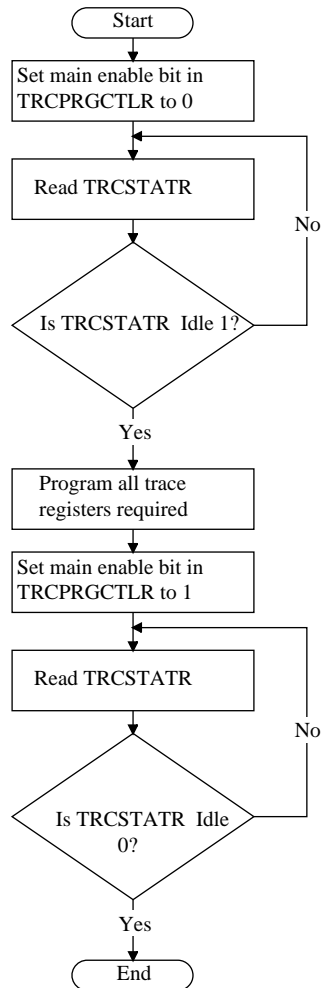 Start
Set main enable bit in
TRCPRGCTLR to 0
Read TRCSTATR
No
Is TRCSTATR Idle 1?
Yes
Program all trace
registers required
Set main enable bit in
TRCPRGCTLR to 1
Read TRCSTATR
No
Is TRCSTATR Idle
0?
Yes
End